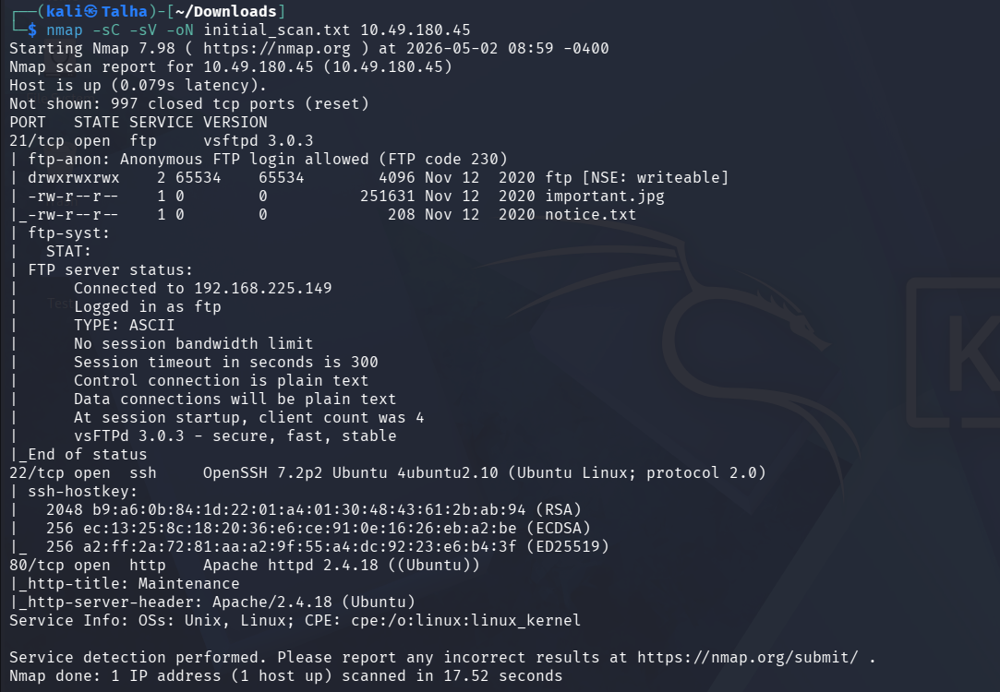 ┌──(kali㉿Talha)-[~/Downloads]
└─$ nmap -sC -sV -oN initial_scan.txt 10.49.180.45
Starting Nmap 7.98 ( https://nmap.org ) at 2026-05-02 08:59 -0400
Nmap scan report for 10.49.180.45 (10.49.180.45)
Host is up (0.079s latency).
Not shown: 997 closed tcp ports (reset)
PORT   STATE SERVICE VERSION
21/tcp open  ftp     vsftpd 3.0.3
| ftp-anon: Anonymous FTP login allowed (FTP code 230)
| drwxrwxrwx    2 65534    65534        4096 Nov 12  2020 ftp [NSE: writeable]
| -rw-r--r--    1 0        0          251631 Nov 12  2020 important.jpg
|_-rw-r--r--    1 0        0             208 Nov 12  2020 notice.txt
| ftp-syst:
|   STAT:
| FTP server status:
|      Connected to 192.168.225.149
|      Logged in as ftp
|      TYPE: ASCII
|      No session bandwidth limit
|      Session timeout in seconds is 300
|      Control connection is plain text
|      Data connections will be plain text
|      At session startup, client count was 4
|      vsFTPd 3.0.3 - secure, fast, stable
|_End of status
22/tcp open  ssh     OpenSSH 7.2p2 Ubuntu 4ubuntu2.10 (Ubuntu Linux; protocol 2.0)
| ssh-hostkey:
|   2048 b9:a6:0b:84:1d:22:01:a4:01:30:48:43:61:2b:ab:94 (RSA)
|   256 ec:13:25:8c:18:20:36:e6:ce:91:0e:16:26:eb:a2:be (ECDSA)
|_  256 a2:ff:2a:72:81:aa:a2:9f:55:a4:dc:92:23:e6:b4:3f (ED25519)
80/tcp open  http    Apache httpd 2.4.18 ((Ubuntu))
|_http-title: Maintenance
|_http-server-header: Apache/2.4.18 (Ubuntu)
Service Info: OSs: Unix, Linux; CPE: cpe:/o:linux:linux_kernel

Service detection performed. Please report any incorrect results at https://nmap.org/submit/ .
Nmap done: 1 IP address (1 host up) scanned in 17.52 seconds